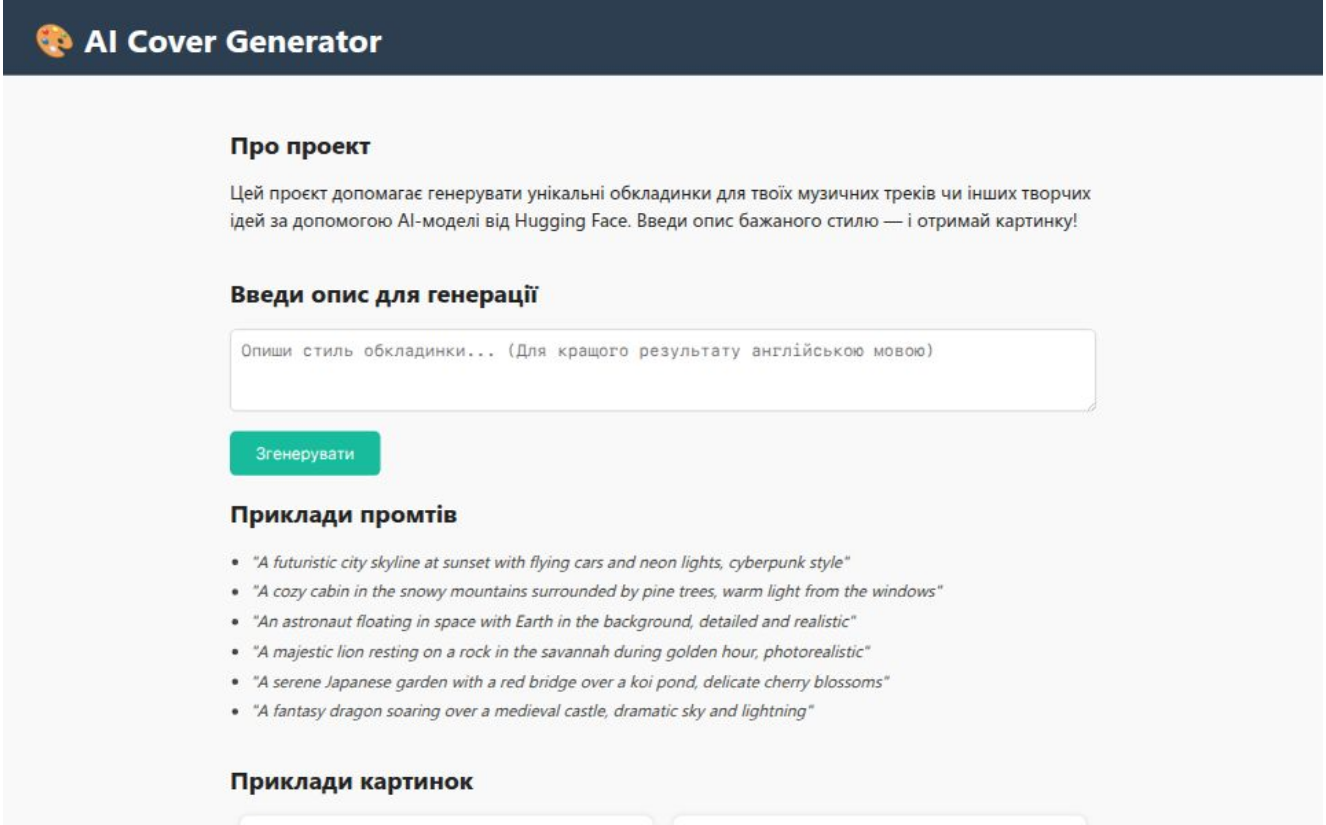 🎨 AI Cover Generator
Про проект
Цей проєкт допомагає генерувати унікальні обкладинки для твоїх музичних треків чи інших творчих
ідей за допомогою AI-моделі від Hugging Face. Введи опис бажаного стилю — і отримай картинку!
Введи опис для генерації
Опиши стиль обкладинки... (Для кращого результату англійською мовою)
Згенерувати
Приклади промтів
• "A futuristic city skyline at sunset with flying cars and neon lights, cyberpunk style"
• "A cozy cabin in the snowy mountains surrounded by pine trees, warm light from the windows"
• "An astronaut floating in space with Earth in the background, detailed and realistic"
• "A majestic lion resting on a rock in the savannah during golden hour, photorealistic"
• "A serene Japanese garden with a red bridge over a koi pond, delicate cherry blossoms"
• "A fantasy dragon soaring over a medieval castle, dramatic sky and lightning"
Приклади картинок